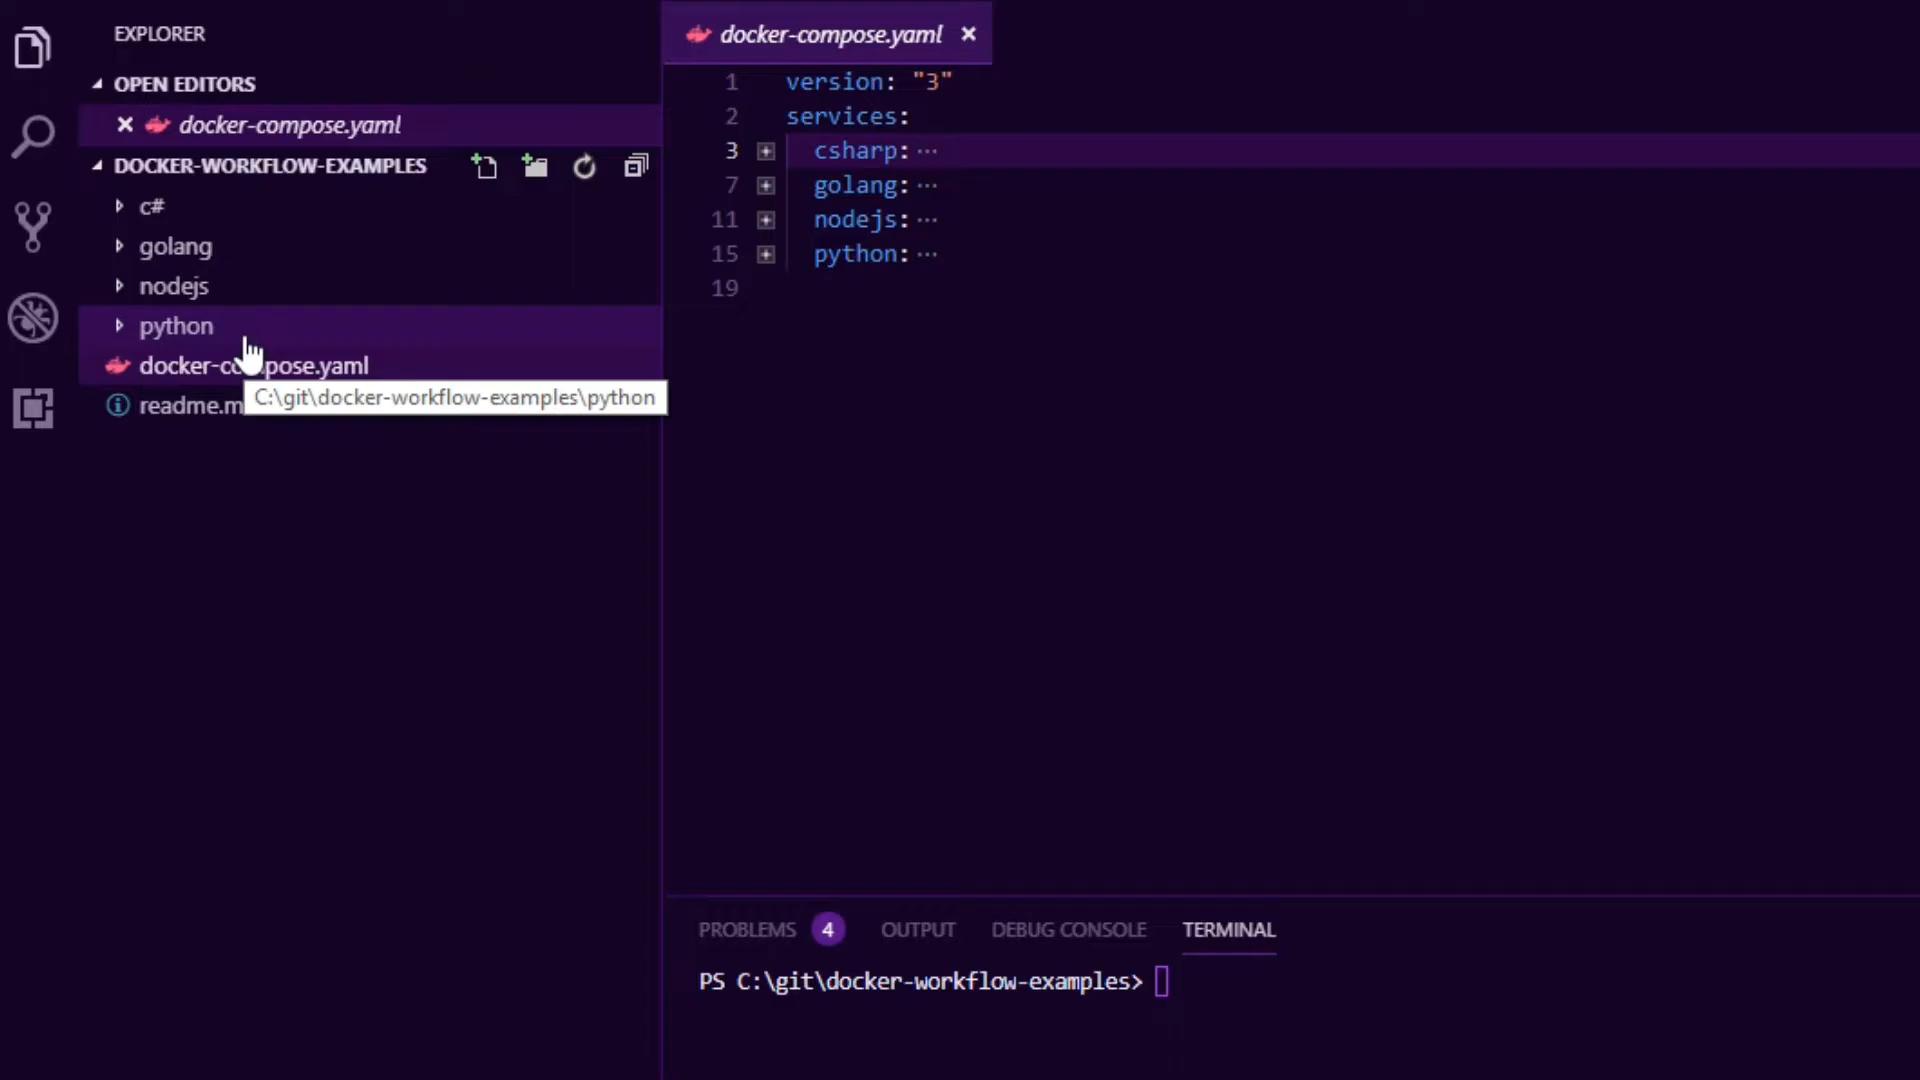 EXPLORER
OPEN EDITORS
docker-compose.yaml
DOCKER-WORKFLOW-EXAMPLES
c#
golang
nodejs
python
docker-co pose.yaml
readme.m
C:\git\docker-workflow-examples\python
docker-compose.yaml
1 version: "3"
2 services:
3 csharp: ···
7 golang: ···
11 nodejs: ···
15 python: ···
19
PROBLEMS 4 OUTPUT DEBUG CONSOLE TERMINAL
PS C:\git\docker-workflow-examples>